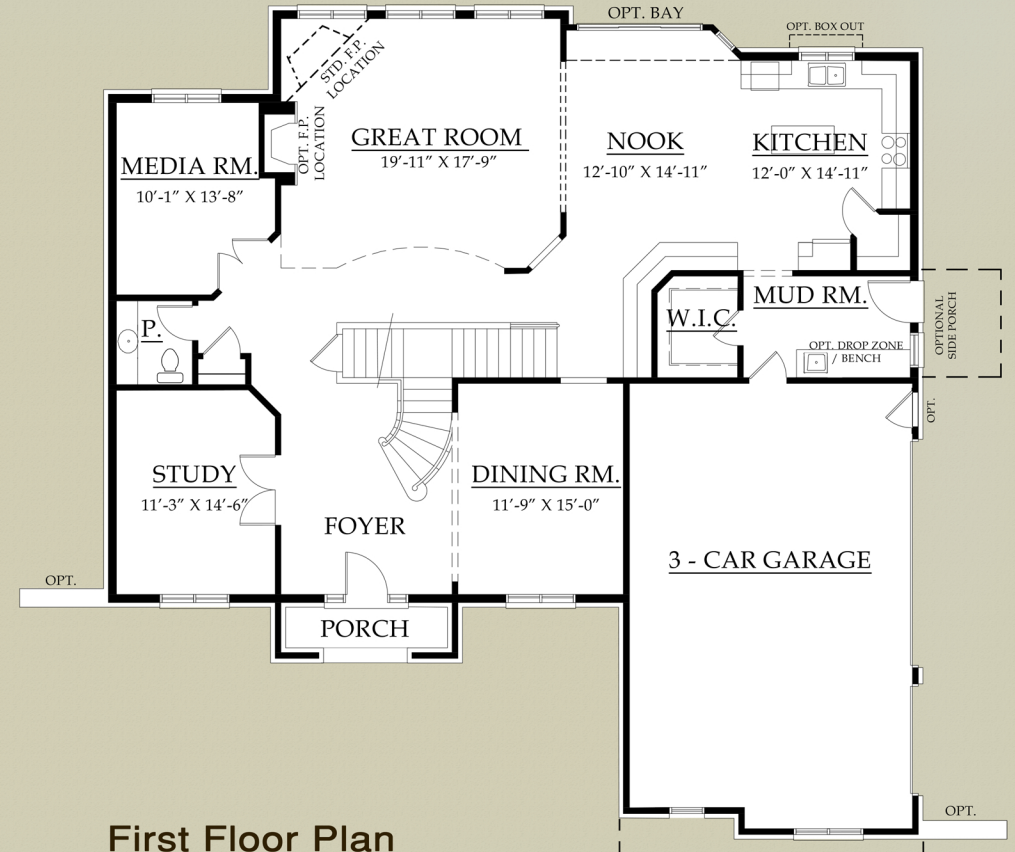 OPT. BAY
OPT. BOX OUT
STD. F.P.
LOCATION
OPT. F.P.
LOCATION
GREAT ROOM
19'-11" X 17'-9"
NOOK
12'-10" X 14'-11"
KITCHEN
12'-0" X 14'-11"
MEDIA RM.
10'-1" X 13'-8"
P.
W.I.C.
MUD RM.
OPT. DROP ZONE
/ BENCH
OPTIONAL
SIDE PORCH
OPT.
STUDY
11'-3" X 14'-6"
DINING RM.
11'-9" X 15'-0"
FOYER
3 - CAR GARAGE
OPT.
PORCH
OPT.
First Floor Plan